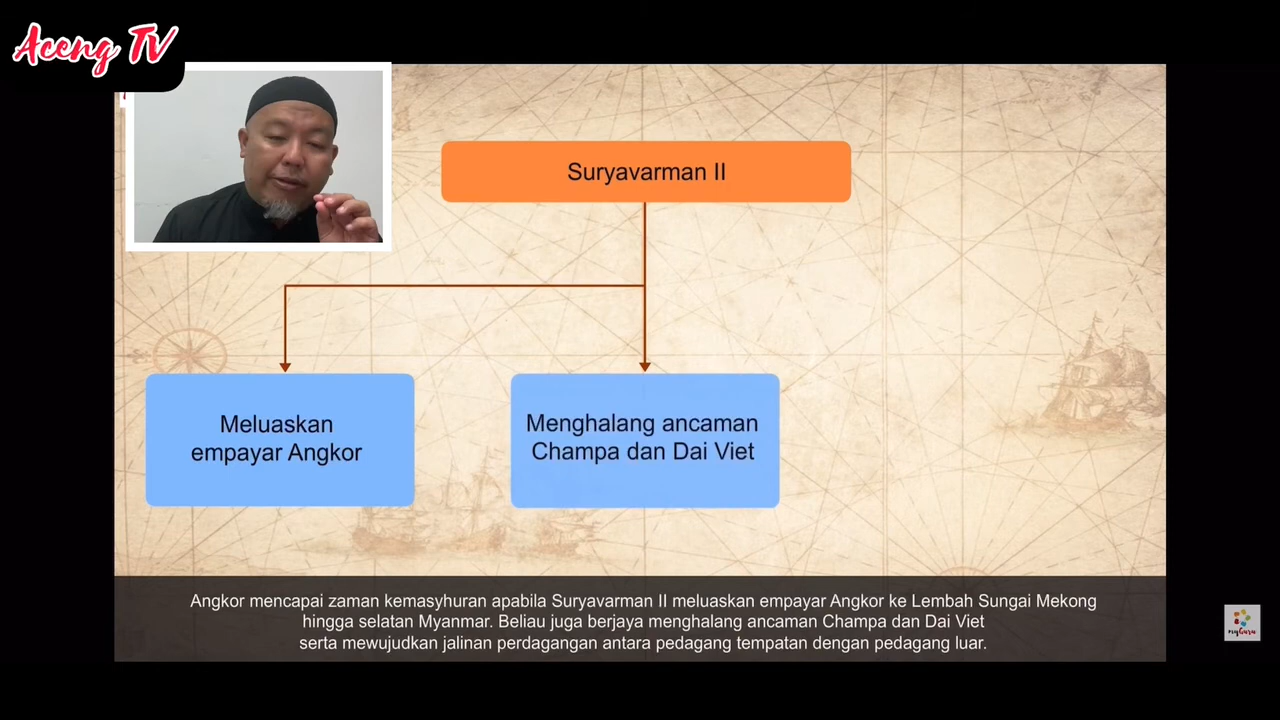 Aceng TV
Suryavarman II
Meluaskan
empayar Angkor
Menghalang ancaman
Champa dan Dai Viet
Angkor mencapai zaman kemasyhuran apabila Suryavarman II meluaskan empayar Angkor ke Lembah Sungai Mekong
hingga selatan Myanmar. Beliau juga berjaya menghalang ancaman Champa dan Dai Viet
serta mewujudkan jalinan perdagangan antara pedagang tempatan dengan pedagang luar.
myGuru